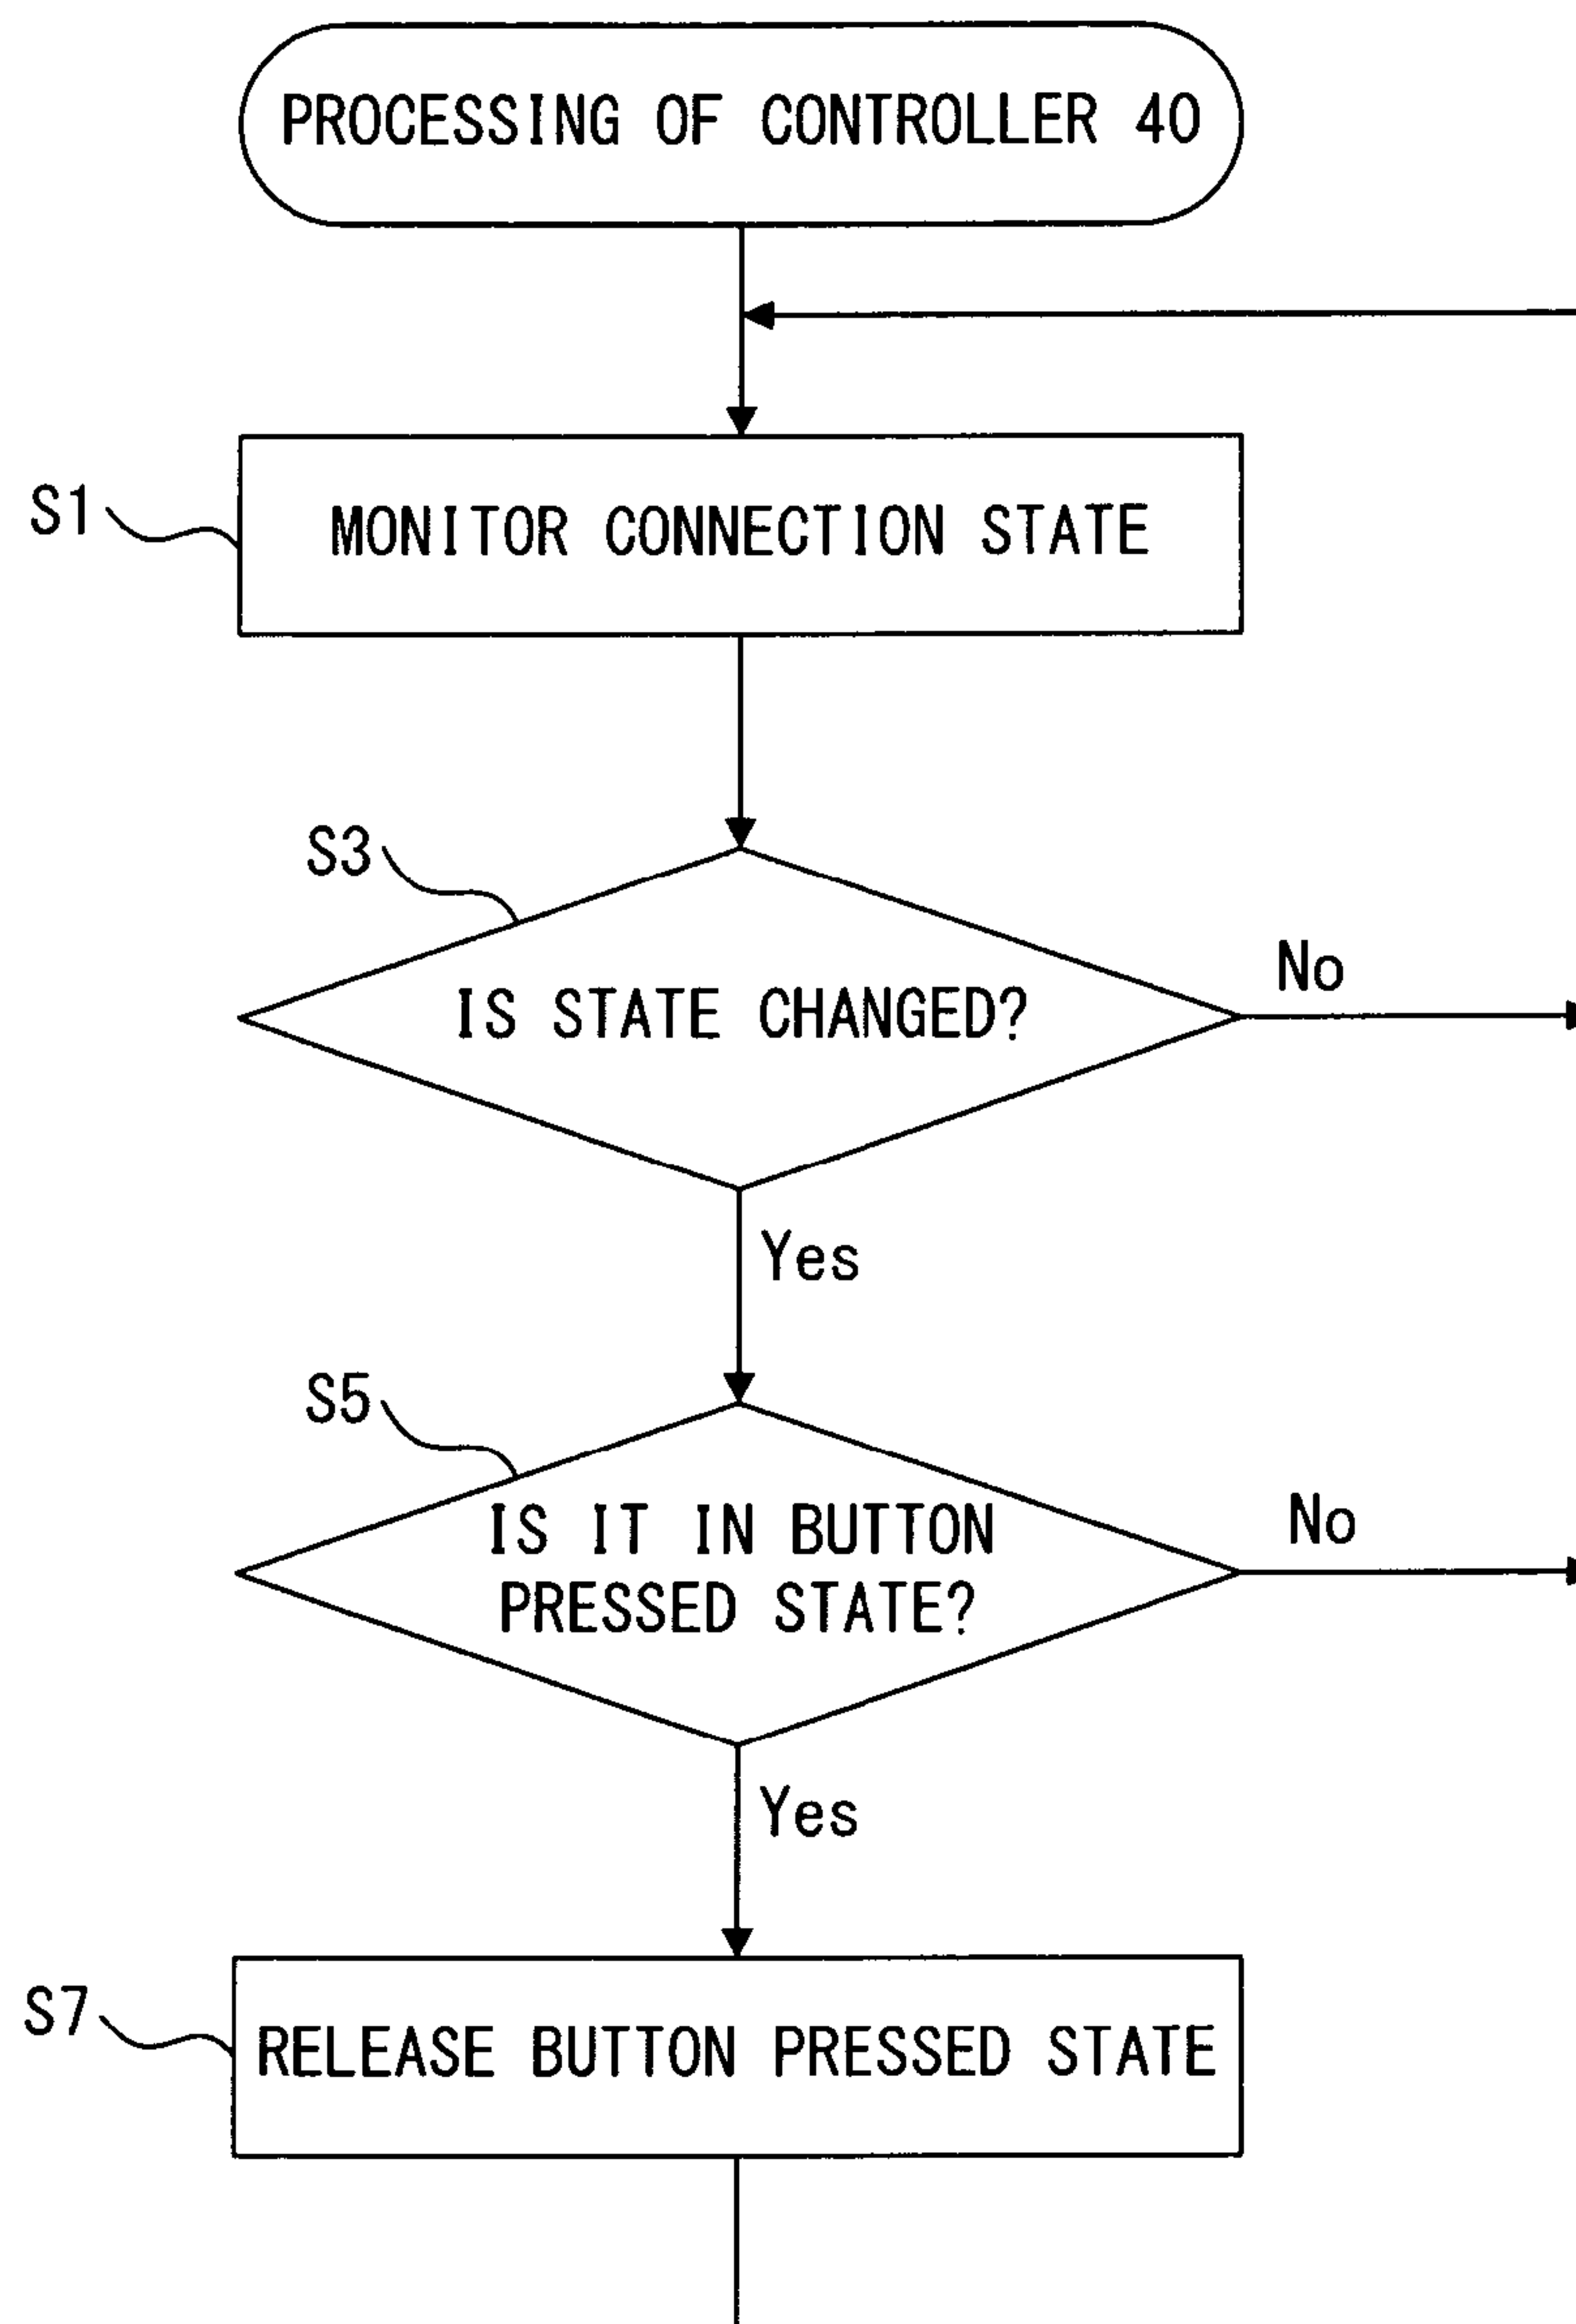 PROCESSING OF CONTROLLER 40
S1
MONITOR CONNECTION STATE
S3
IS STATE CHANGED?
No
Yes
S5
IS IT IN BUTTON
PRESSED STATE?
No
Yes
S7
RELEASE BUTTON PRESSED STATE